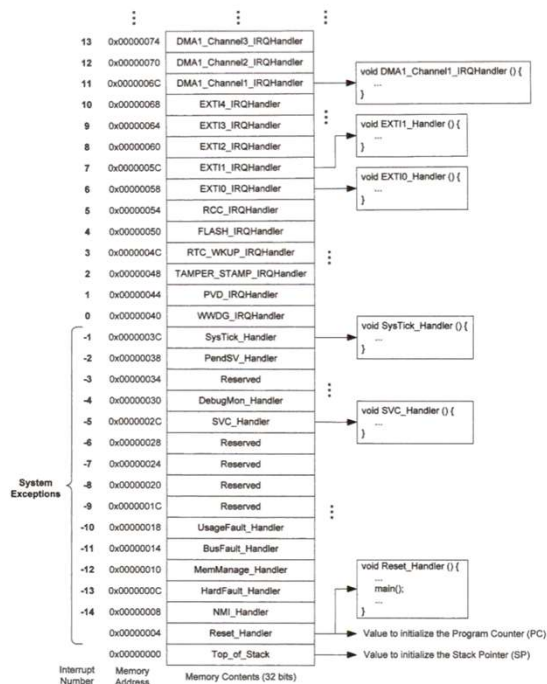 13 0x00000074 DMA1_Channel3_IRQHandler
12 0x00000070 DMA1_Channel2_IRQHandler
11 0x0000006C DMA1_Channel1_IRQHandler
void DMA1_Channel1_IRQHandler () {
...
}
10 0x00000068 EXTI4_IRQHandler
9 0x00000064 EXTI3_IRQHandler
8 0x00000060 EXTI2_IRQHandler
void EXTI1_Handler () {
...
}
7 0x0000005C EXTI1_IRQHandler
6 0x00000058 EXTI0_IRQHandler
void EXTI0_Handler () {
...
}
5 0x00000054 RCC_IRQHandler
4 0x00000050 FLASH_IRQHandler
3 0x0000004C RTC_WKUP_IRQHandler
2 0x00000048 TAMPER_STAMP_IRQHandler
1 0x00000044 PVD_IRQHandler
0 0x00000040 WWDG_IRQHandler
-1 0x0000003C SysTick_Handler
void SysTick_Handler () {
...
}
-2 0x00000038 PendSV_Handler
-3 0x00000034 Reserved
-4 0x00000030 DebugMon_Handler
-5 0x0000002C SVC_Handler
void SVC_Handler () {
...
}
-6 0x00000028 Reserved
-7 0x00000024 Reserved
System
Exceptions
-8 0x00000020 Reserved
-9 0x0000001C Reserved
-10 0x00000018 UsageFault_Handler
-11 0x00000014 BusFault_Handler
-12 0x00000010 MemManage_Handler
-13 0x0000000C HardFault_Handler
-14 0x00000008 NMI_Handler
void Reset_Handler () {
...
main();
...
}
0x00000004 Reset_Handler
Value to initialize the Program Counter (PC)
0x00000000 Top_of_Stack
Value to initialize the Stack Pointer (SP)
Interrupt
Number
Memory
Address
Memory Contents (32 bits)